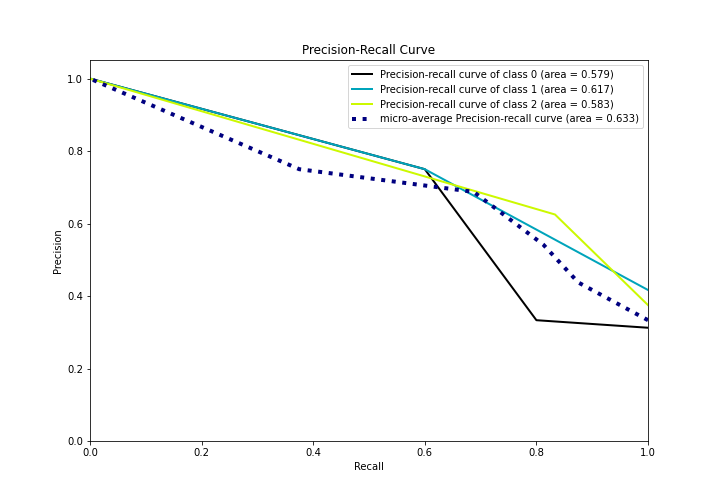 Precision-Recall Curve
Precision-recall curve of class 0 (area = 0.579)
Precision-recall curve of class 1 (area = 0.617)
Precision-recall curve of class 2 (area = 0.583)
micro-average Precision-recall curve (area = 0.633)
1.0
0.8
0.6
0.4
0.2
0.0
Precision
0.0 0.2 0.4 0.6 0.8 1.0
Recall